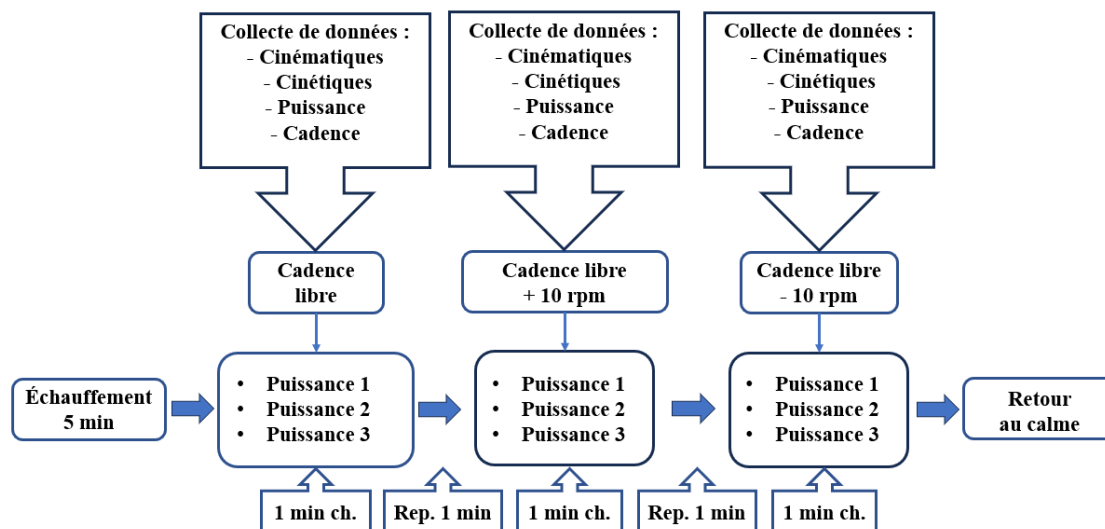 Collecte de données :
- Cinématiques
- Cinétiques
- Puissance
- Cadence
Collecte de données :
- Cinématiques
- Cinétiques
- Puissance
- Cadence
Collecte de données :
- Cinématiques
- Cinétiques
- Puissance
- Cadence
Cadence
libre
Cadence libre
+ 10 rpm
Cadence libre
- 10 rpm
Échauffement
5 min
• Puissance 1
• Puissance 2
• Puissance 3
• Puissance 1
• Puissance 2
• Puissance 3
• Puissance 1
• Puissance 2
• Puissance 3
Retour
au calme
1 min ch.
Rep. 1 min
1 min ch.
Rep. 1 min
1 min ch.